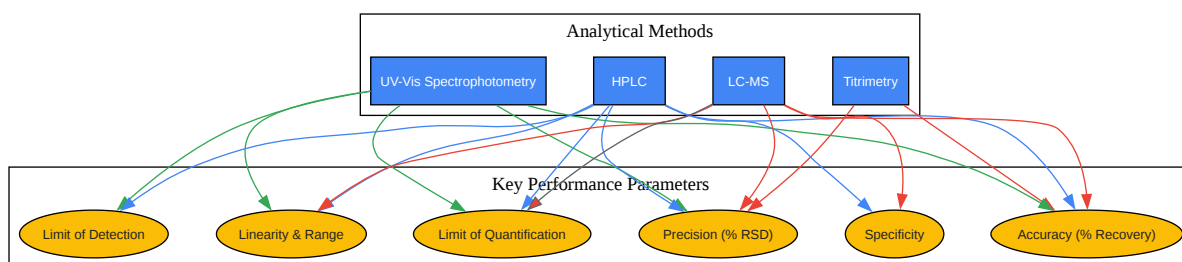 Analytical Methods
UV-Vis Spectrophotometry
HPLC
LC-MS
Titrimetry
Key Performance Parameters
Limit of Detection
Linearity & Range
Limit of Quantification
Precision (% RSD)
Specificity
Accuracy (% Recovery)